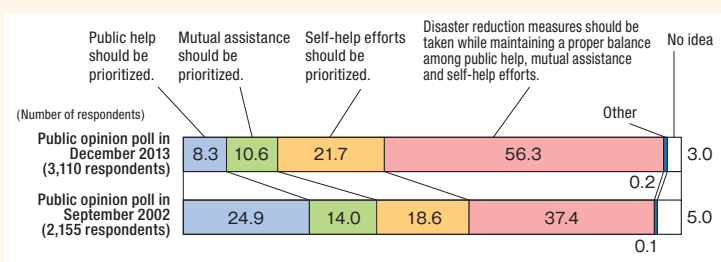 Public help
should be
prioritized.
Mutual assistance
should be
prioritized.
Self-help efforts
should be
prioritized.
Disaster reduction measures should be
taken while maintaining a proper balance
among public help, mutual assistance
and self-help efforts.
No idea
(Number of respondents)
Other
Public opinion poll in
December 2013
(3,110 respondents)
8.3 10.6 21.7 56.3 3.0
0.2
Public opinion poll in
September 2002
(2,155 respondents)
24.9 14.0 18.6 37.4 5.0
0.1